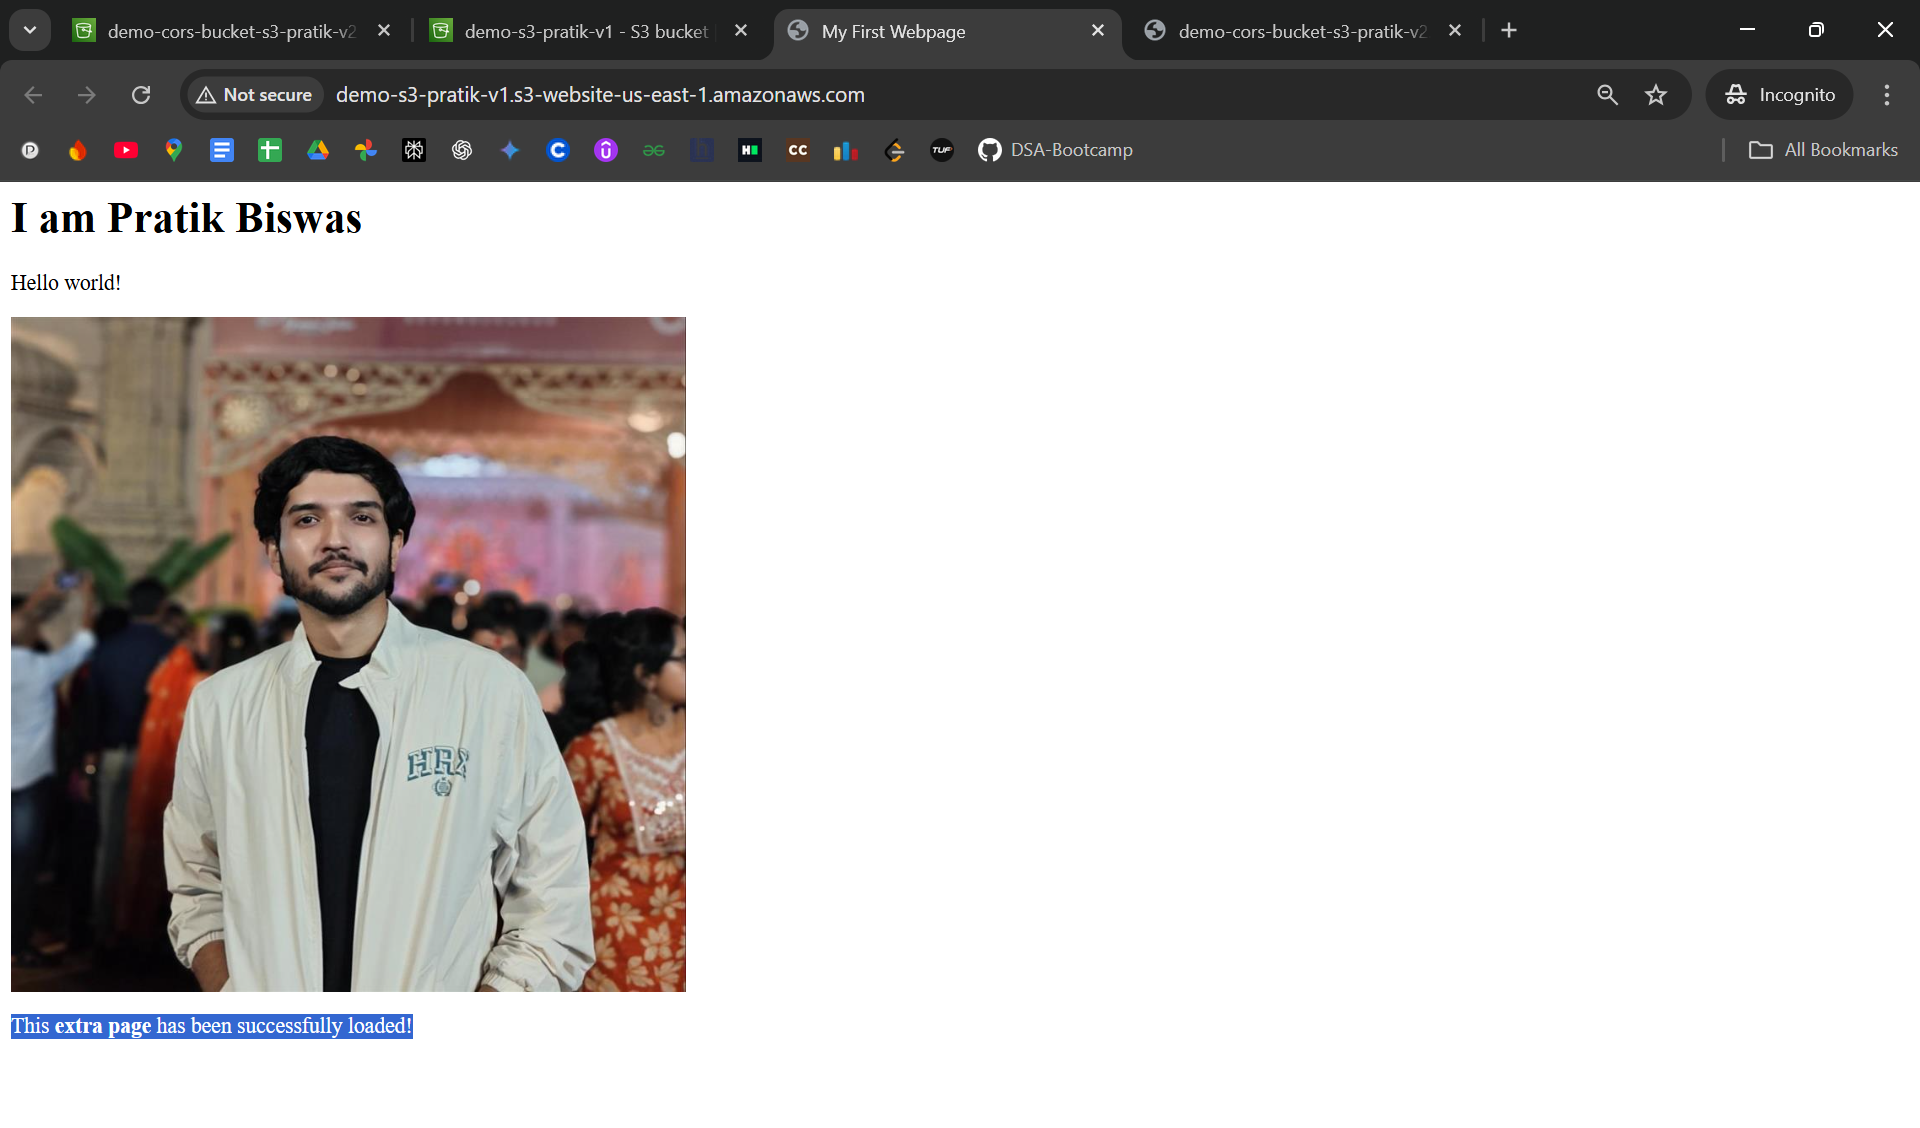 demo-cors-bucket-s3-pratik-v2
demo-s3-pratik-v1 - S3 bucket
My First Webpage
demo-cors-bucket-s3-pratik-v2
Not secure
demo-s3-pratik-v1.s3-website-us-east-1.amazonaws.com
Incognito
DSA-Bootcamp
All Bookmarks
I am Pratik Biswas
Hello world!
HRX
This extra page has been successfully loaded!